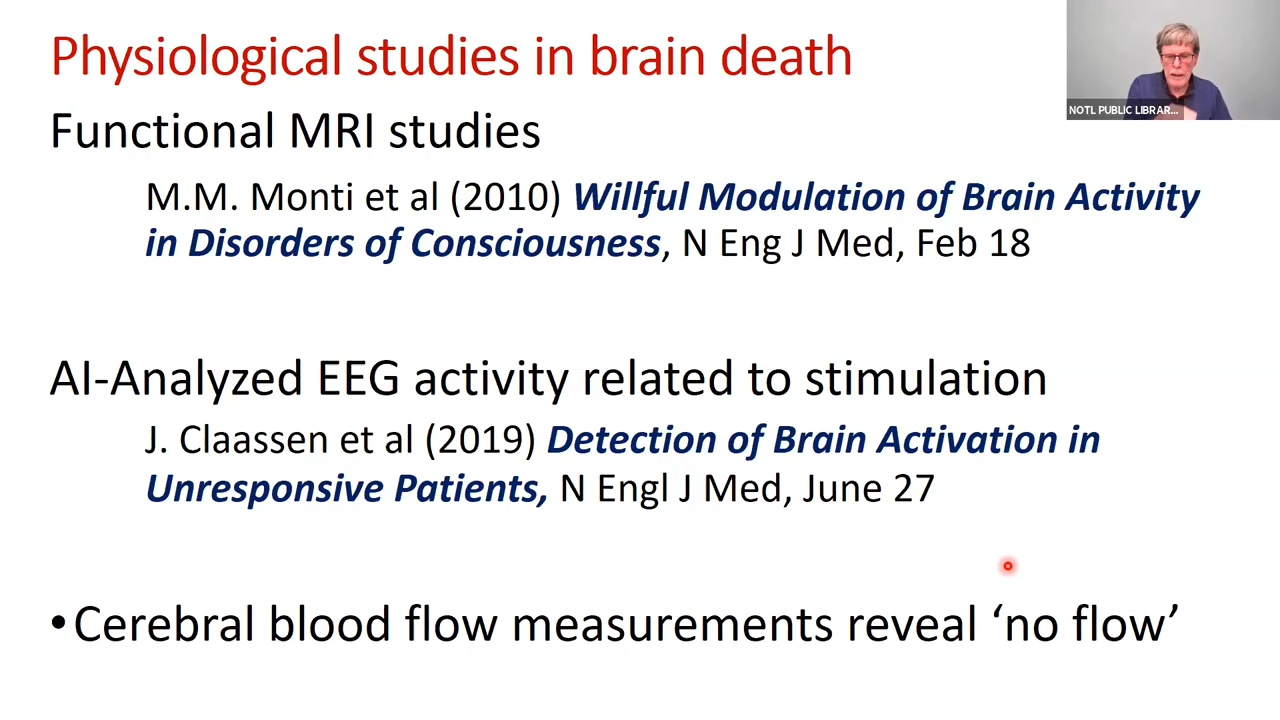 Physiological studies in brain death
NOTL PUBLIC LIBRAR...
Functional MRI studies
M.M. Monti et al (2010) Willful Modulation of Brain Activity
in Disorders of Consciousness, N Eng J Med, Feb 18
AI-Analyzed EEG activity related to stimulation
J. Claassen et al (2019) Detection of Brain Activation in
Unresponsive Patients, N Engl J Med, June 27
•Cerebral blood flow measurements reveal ‘no flow’